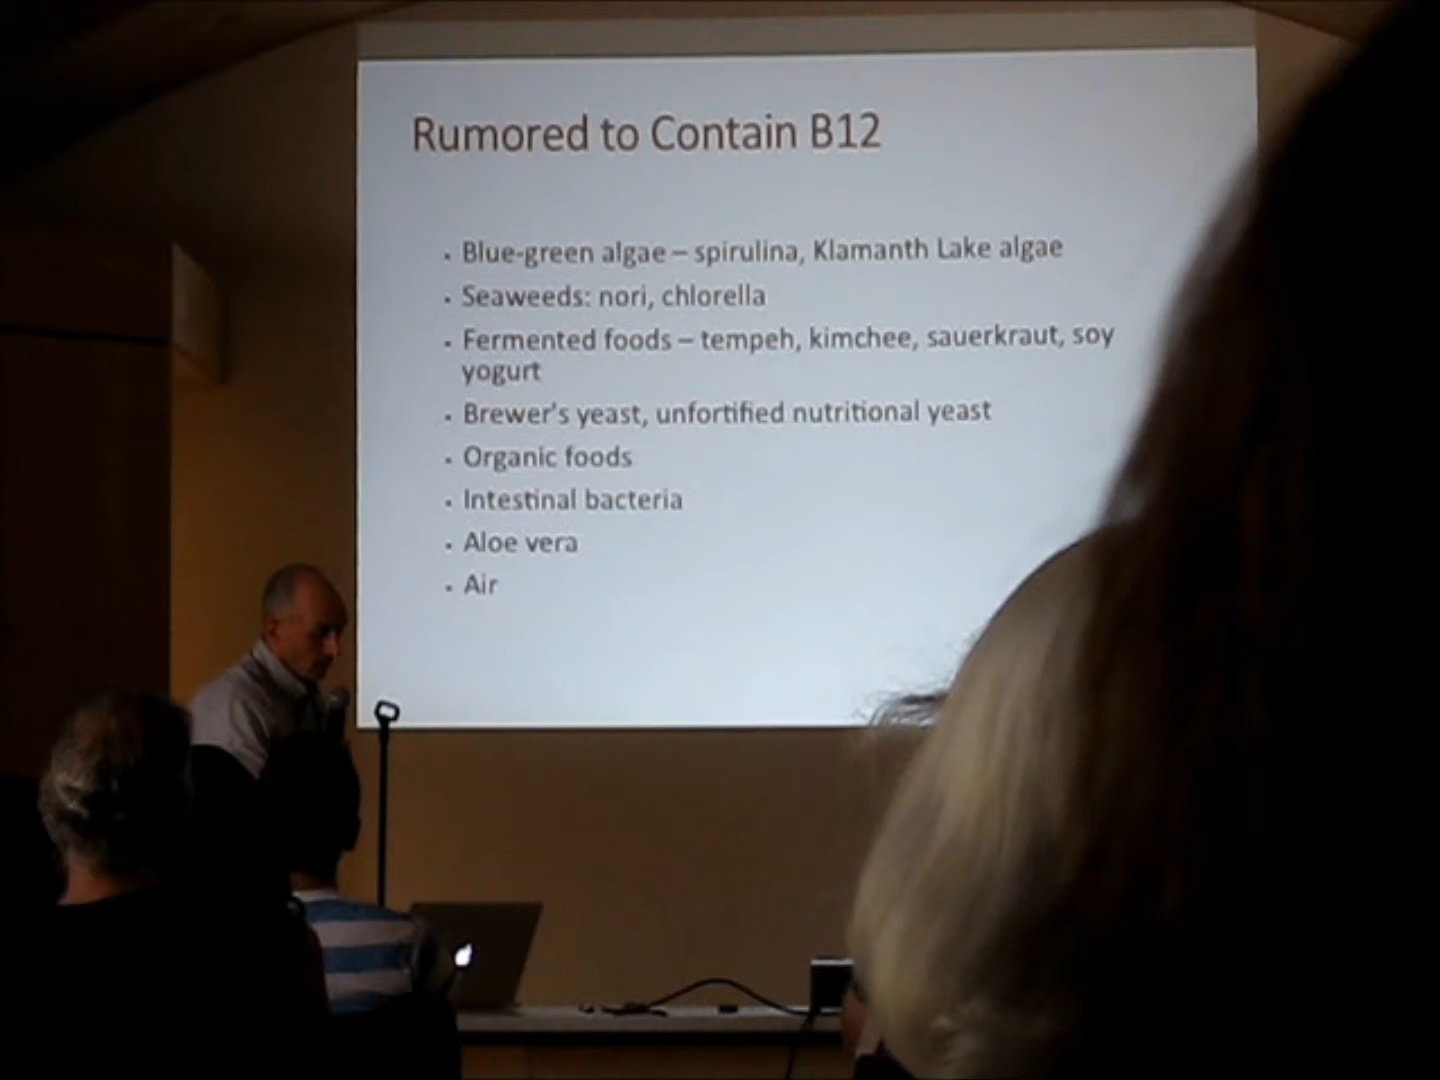 Rumored to Contain B12
• Blue-green algae – spirulina, Klamanth Lake algae
• Seaweeds: nori, chlorella
• Fermented foods – tempeh, kimchee, sauerkraut, soy
yogurt
• Brewer's yeast, unfortified nutritional yeast
• Organic foods
• Intestinal bacteria
• Aloe vera
• Air